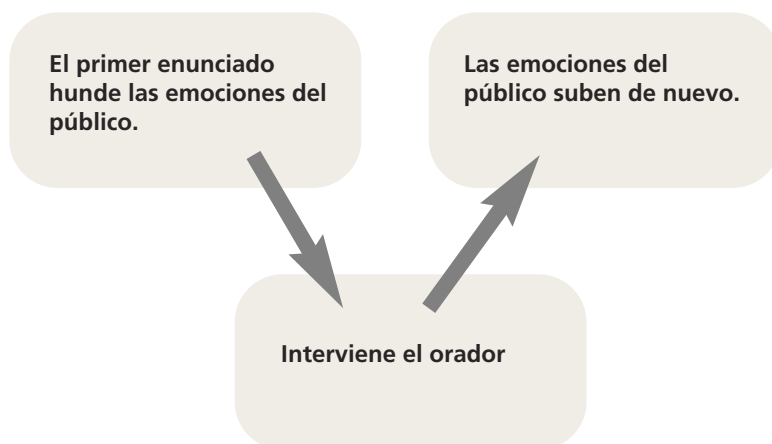 El primer enunciado
hunde las emociones del
público.
Las emociones del
público suben de nuevo.
Interviene el orador